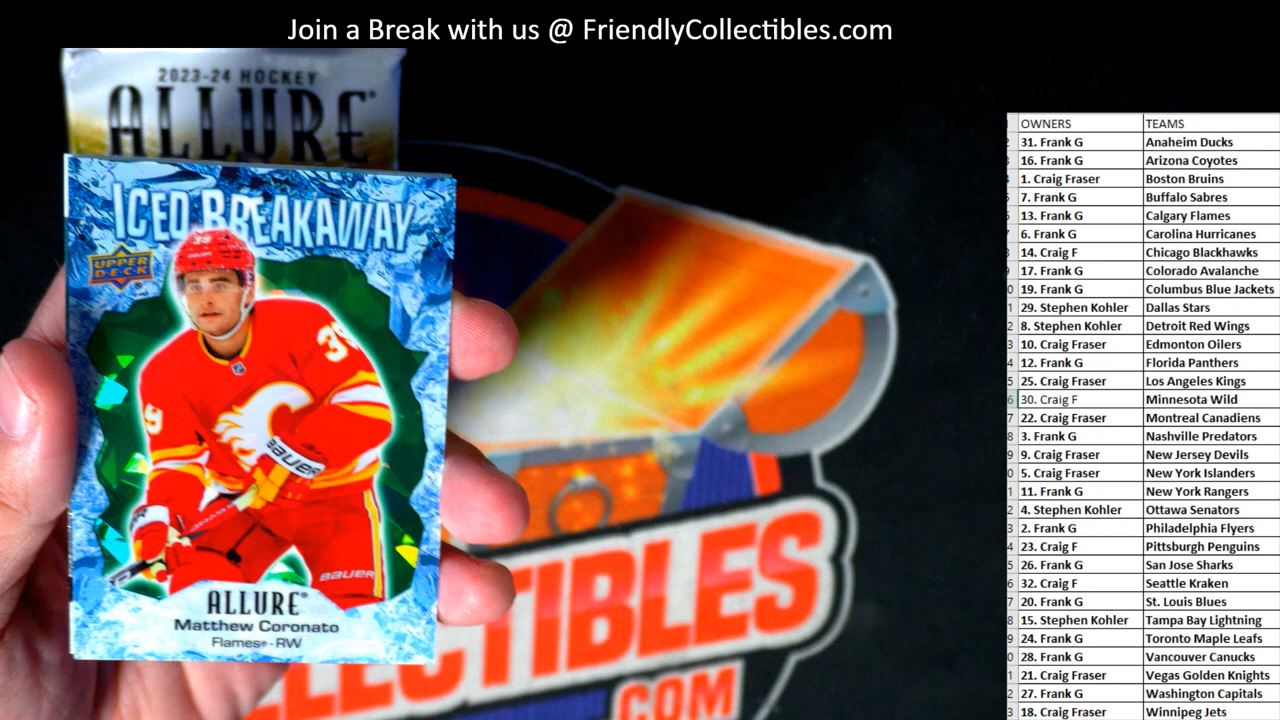 Join a Break with us @ FriendlyCollectibles.com
2023-24 HOCKEY
ALLURE
ICED BREAKAWAY
39
UPPER
DECK
39
39
BAUER
BAUER
ALLURE®
Matthew Coronato
Flames® - RW
LLECTIBLES
.COM
OWNERS TEAMS
31. Frank G Anaheim Ducks
16. Frank G Arizona Coyotes
1. Craig Fraser Boston Bruins
7. Frank G Buffalo Sabres
13. Frank G Calgary Flames
6. Frank G Carolina Hurricanes
14. Craig F Chicago Blackhawks
17. Frank G Colorado Avalanche
19. Frank G Columbus Blue Jackets
29. Stephen Kohler Dallas Stars
8. Stephen Kohler Detroit Red Wings
10. Craig Fraser Edmonton Oilers
12. Frank G Florida Panthers
25. Craig Fraser Los Angeles Kings
30. Craig F Minnesota Wild
22. Craig Fraser Montreal Canadiens
3. Frank G Nashville Predators
9. Craig Fraser New Jersey Devils
5. Craig Fraser New York Islanders
11. Frank G New York Rangers
4. Stephen Kohler Ottawa Senators
2. Frank G Philadelphia Flyers
23. Craig F Pittsburgh Penguins
26. Frank G San Jose Sharks
32. Craig F Seattle Kraken
20. Frank G St. Louis Blues
15. Stephen Kohler Tampa Bay Lightning
24. Frank G Toronto Maple Leafs
28. Frank G Vancouver Canucks
21. Craig Fraser Vegas Golden Knights
27. Frank G Washington Capitals
18. Craig Fraser Winnipeg Jets